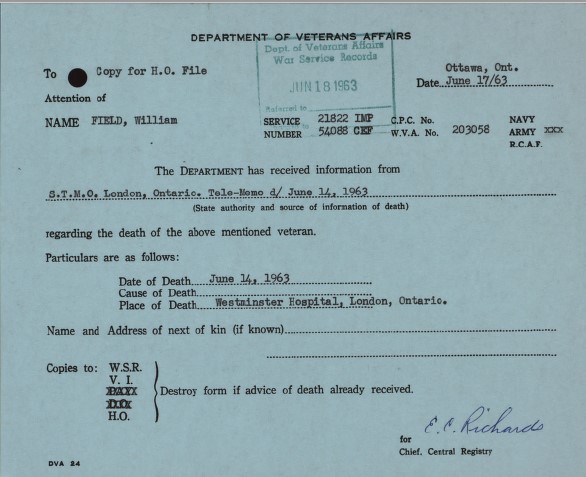 DEPARTMENT OF VETERANS AFFAIRS
Dept. of Veterans Affairs
War Service Records
JUN 18 1963
Referred to
To Copy for H.O. File
Ottawa, Ont.
Date June 17/63
Attention of
NAME FIELD, William
SERVICE 21822 IMP C.P.C. No.
NUMBER 54088 CEF W.V.A. No. 203058
NAVY
ARMY XXX
R.C.A.F.
The DEPARTMENT has received information from
S.T.M.O. London, Ontario. Tele-Memo d/ June 14, 1963
(State authority and source of information of death)
regarding the death of the above mentioned veteran.
Particulars are as follows:
Date of Death June 14, 1963
Cause of Death
Place of Death Westminster Hospital, London, Ontario.
Name and Address of next of kin (if known)
Copies to: W.S.R.
V. I.
H.O.
Destroy form if advice of death already received.
E. C. Richards
for
Chief, Central Registry
DVA 24